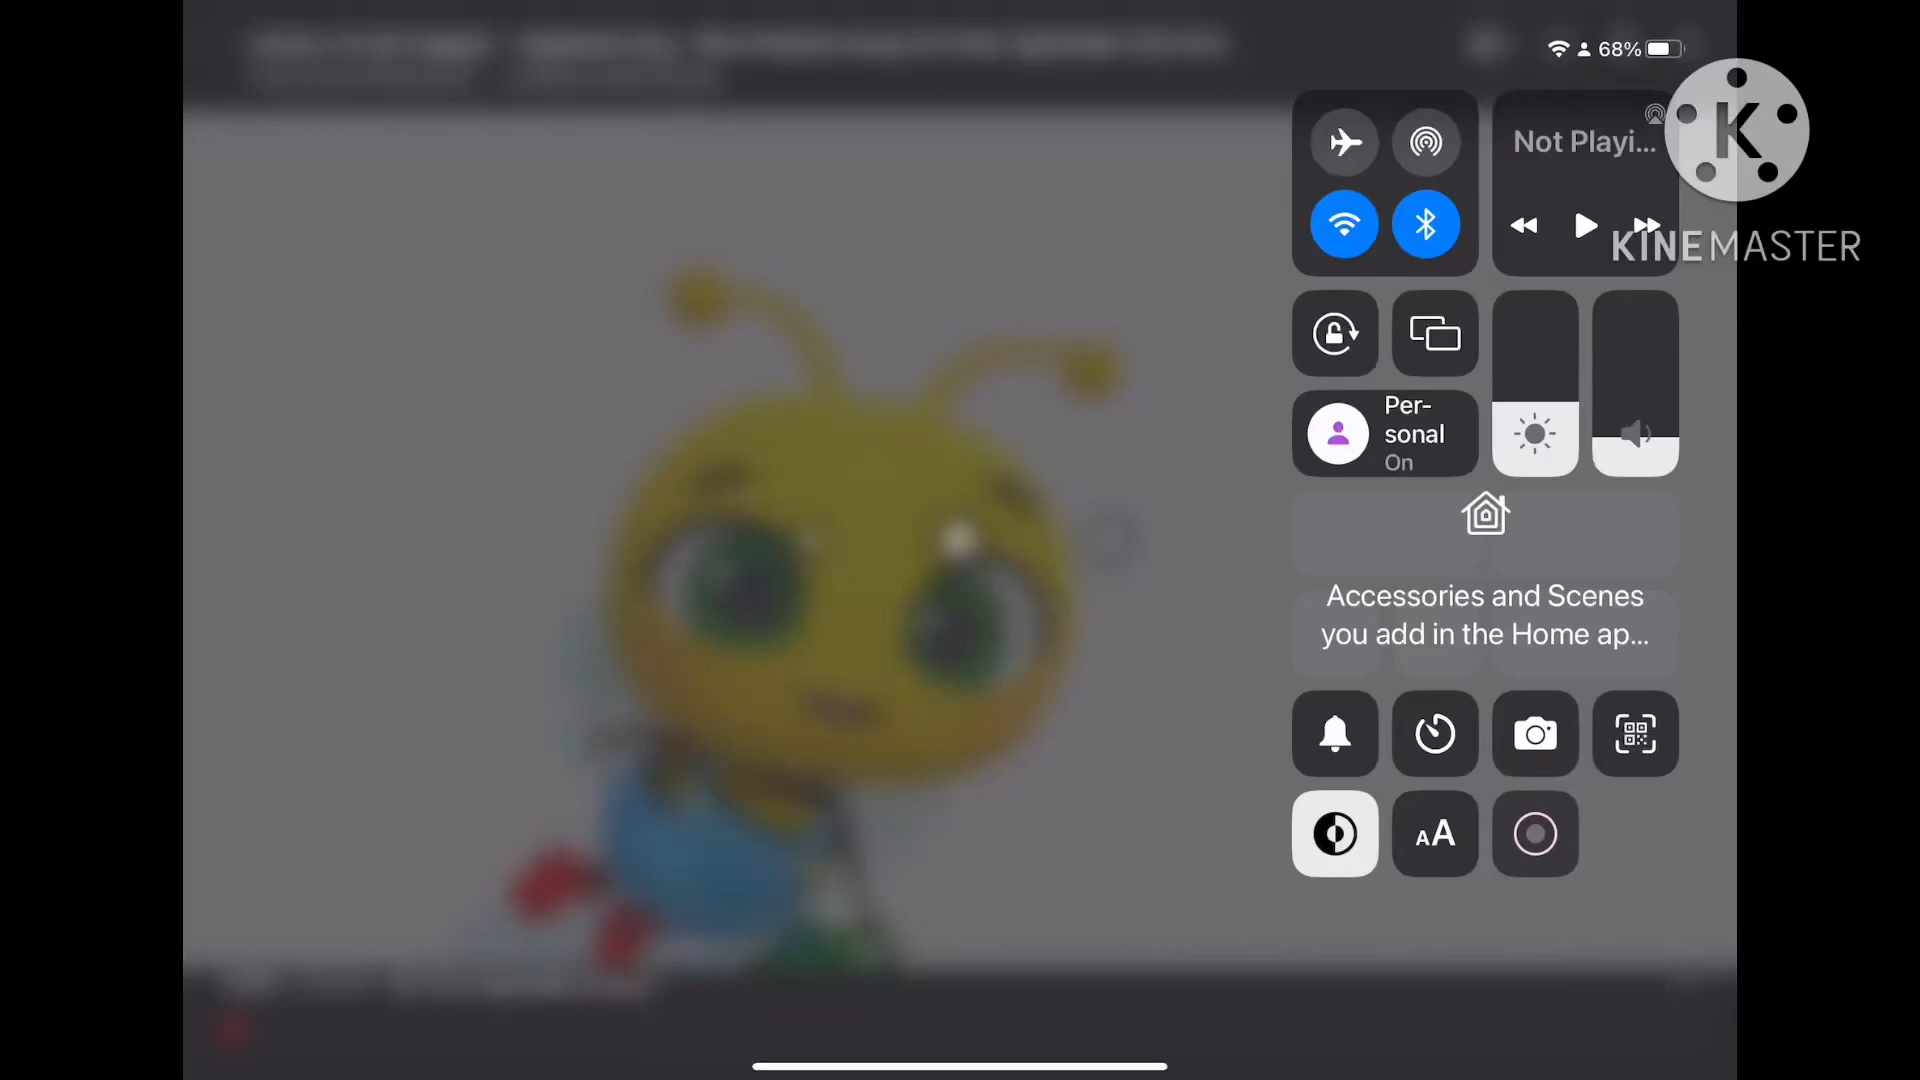 68%
Not Playi...
K
KINEMASTER
Per-
sonal
On
Accessories and Scenes
you add in the Home ap...
AA